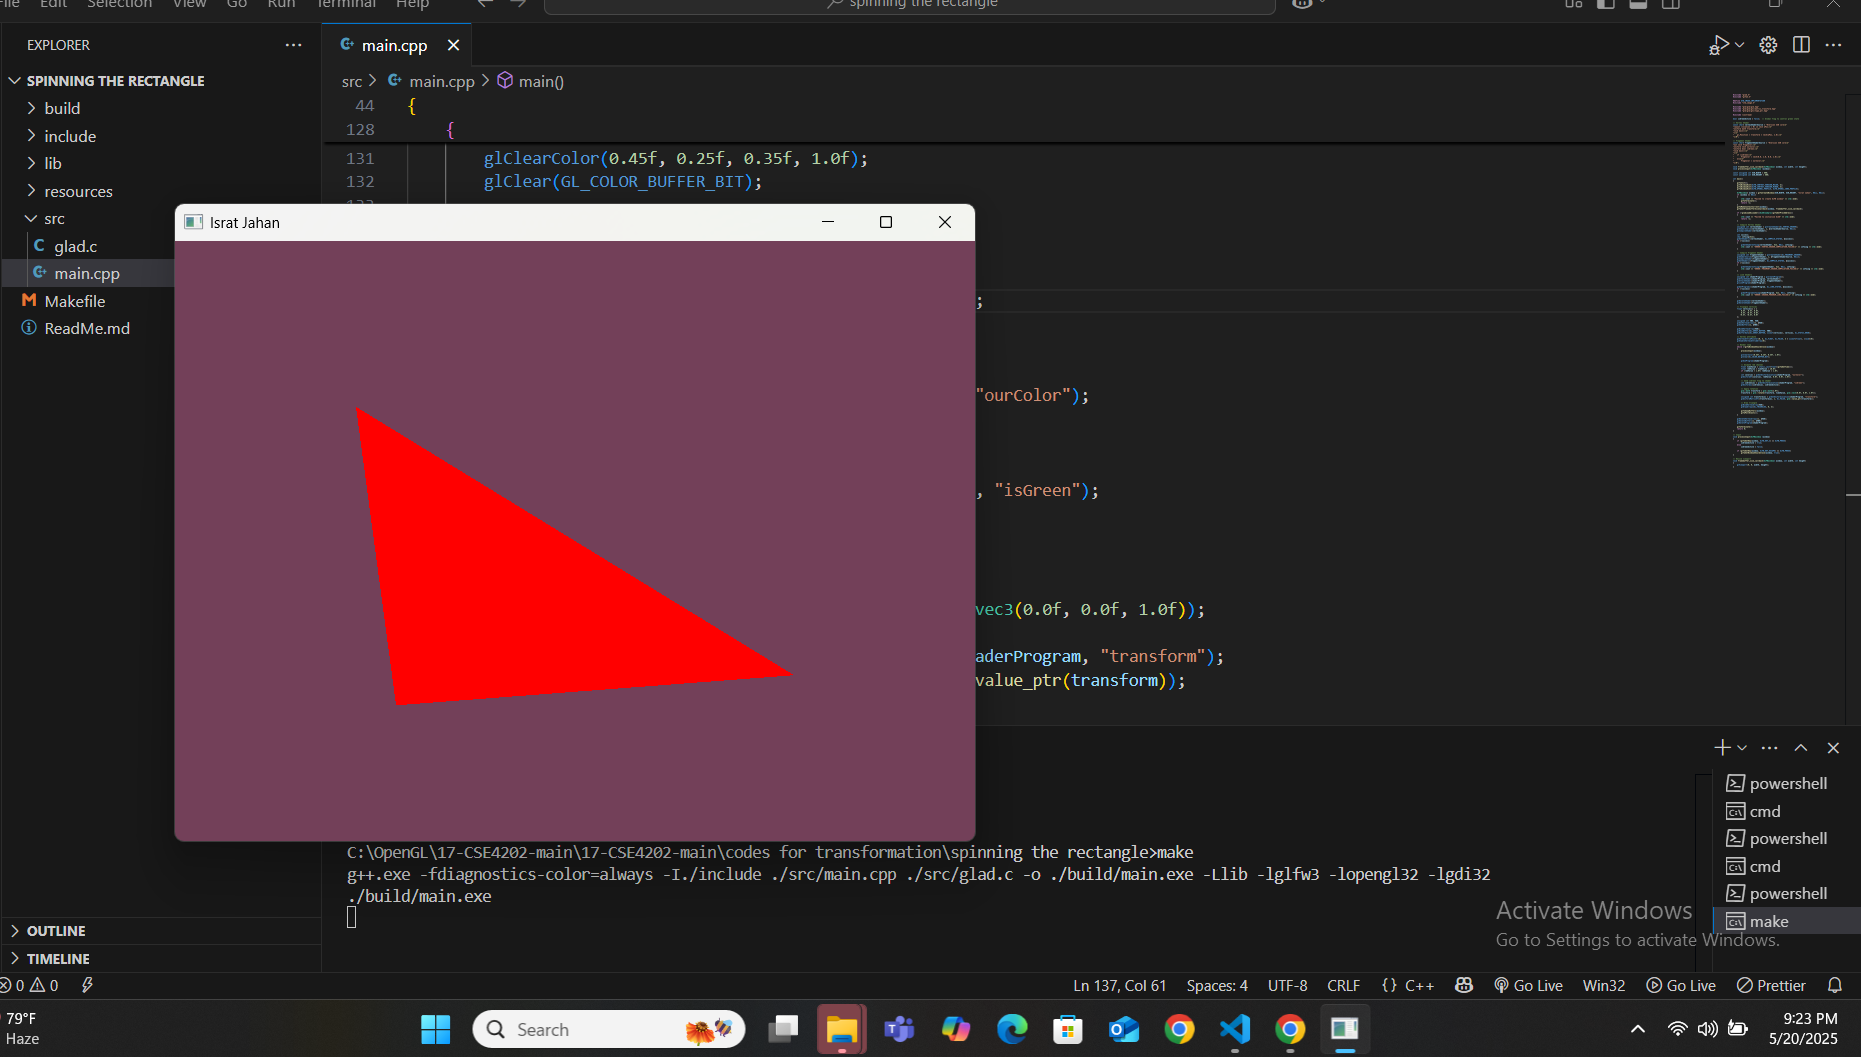 File Edit Selection View Go Run Terminal Help
spinning the rectangle
EXPLORER
SPINNING THE RECTANGLE
build
include
lib
resources
src
C glad.c
main.cpp
M Makefile
ReadMe.md
OUTLINE
TIMELINE
main.cpp
src > main.cpp > main()
44 {
128 {
131 glClearColor(0.45f, 0.25f, 0.35f, 1.0f);
132 glClear(GL_COLOR_BUFFER_BIT);
Israt Jahan
;
"ourColor");
, "isGreen");
vec3(0.0f, 0.0f, 1.0f));
aderProgram, "transform");
value_ptr(transform));
C:\OpenGL\17-CSE4202-main\17-CSE4202-main\codes for transformation\spinning the rectangle>make
g++.exe -fdiagnostics-color=always -I./include ./src/main.cpp ./src/glad.c -o ./build/main.exe -Llib -lglfw3 -lopengl32 -lgdi32
./build/main.exe
powershell
cmd
powershell
cmd
powershell
make
Activate Windows
Go to Settings to activate Windows.
0 0
Ln 137, Col 61 Spaces: 4 UTF-8 CRLF {} C++ Go Live Win32 Go Live Prettier
79°F
Haze
Search
9:23 PM
5/20/2025